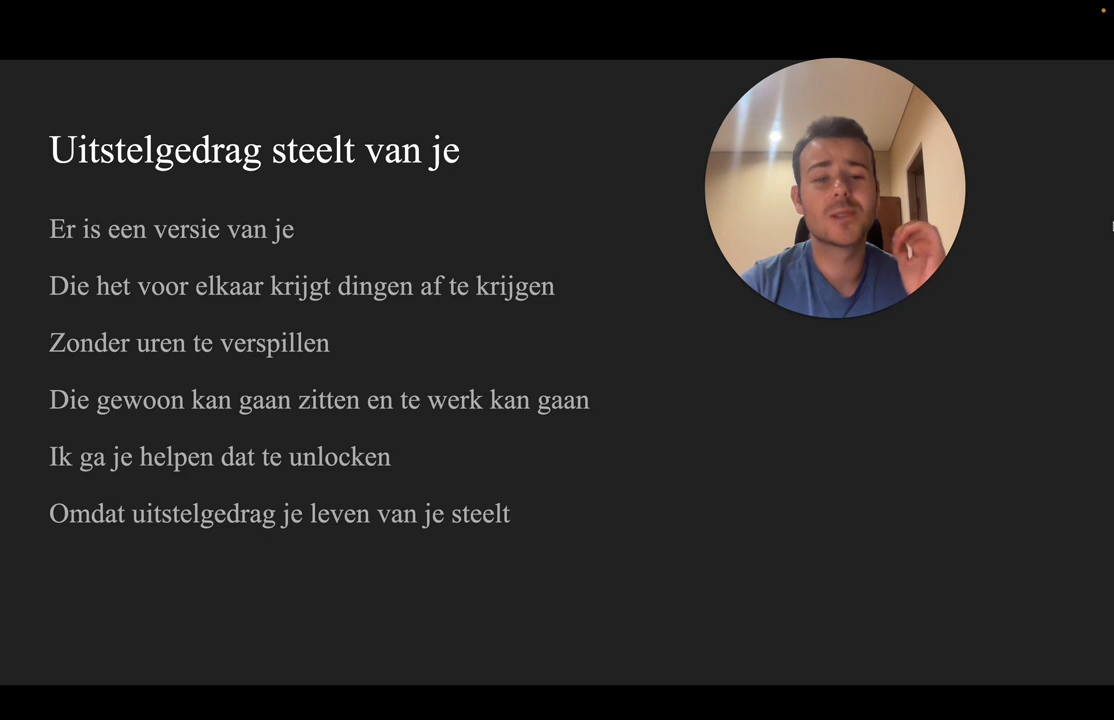 Uitstelgedrag steelt van je
Er is een versie van je
Die het voor elkaar krijgt dingen af te krijgen
Zonder uren te verspillen
Die gewoon kan gaan zitten en te werk kan gaan
Ik ga je helpen dat te unlocken
Omdat uitstelgedrag je leven van je steelt